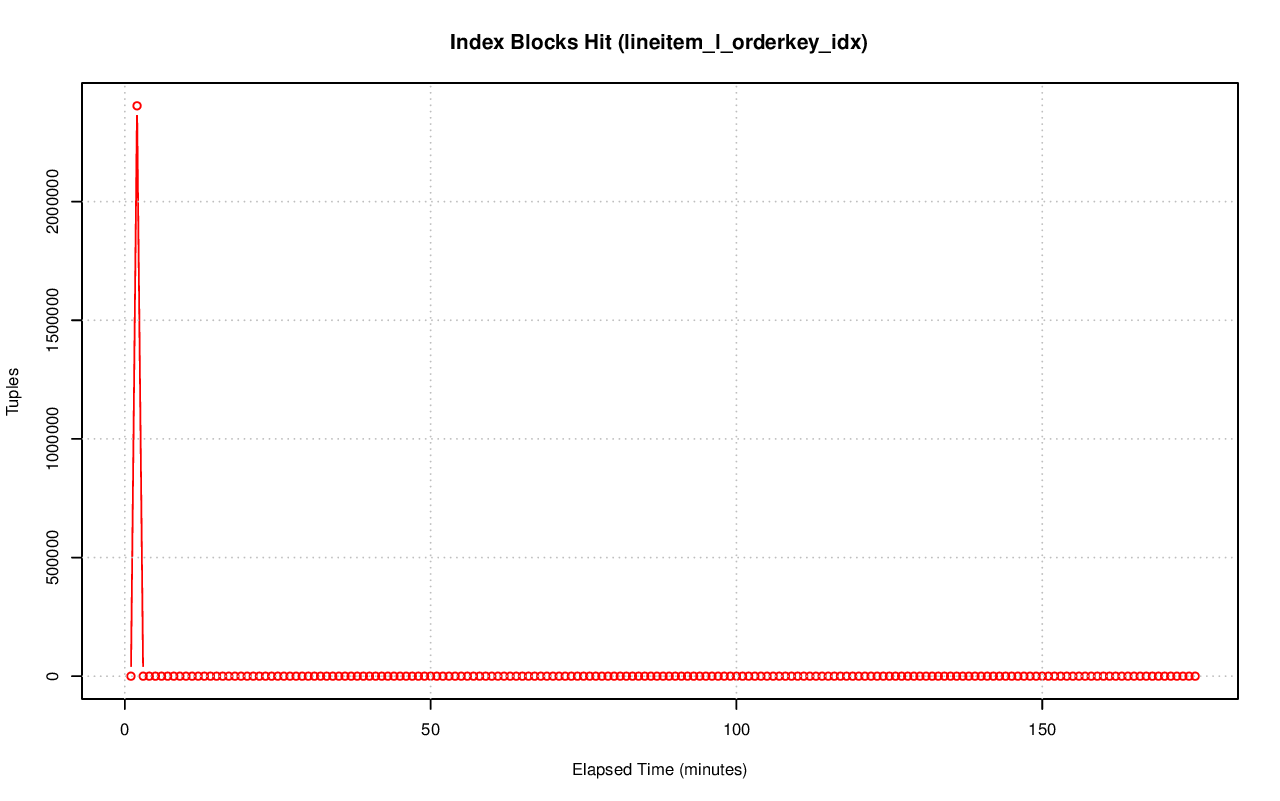 Index Blocks Hit (lineitem_l_orderkey_idx)
Tuples
2000000
1500000
1000000
500000
0
0 50 100 150
Elapsed Time (minutes)